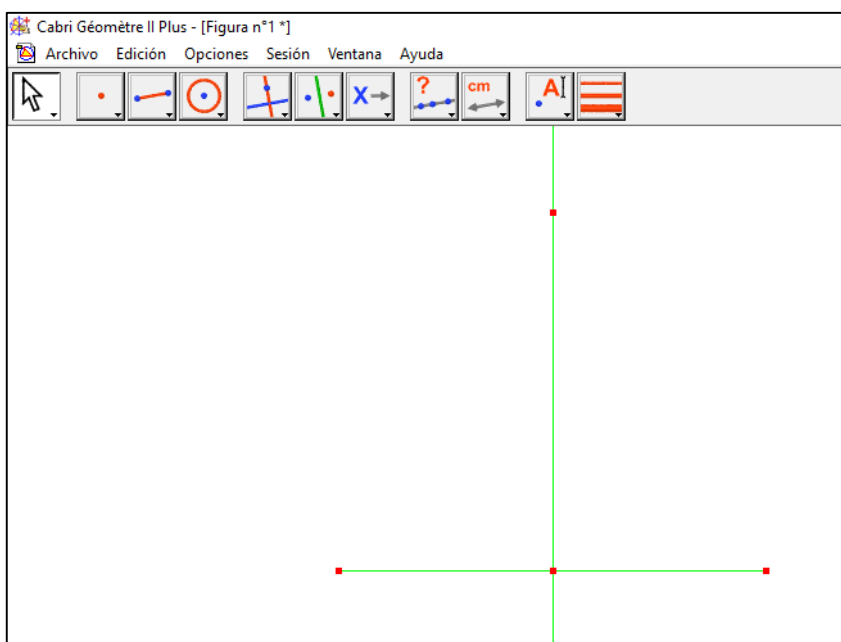 Cabri Géomètre II Plus - [Figura n°1 *]
Archivo Edición Opciones Sesión Ventana Ayuda
X ? cm A